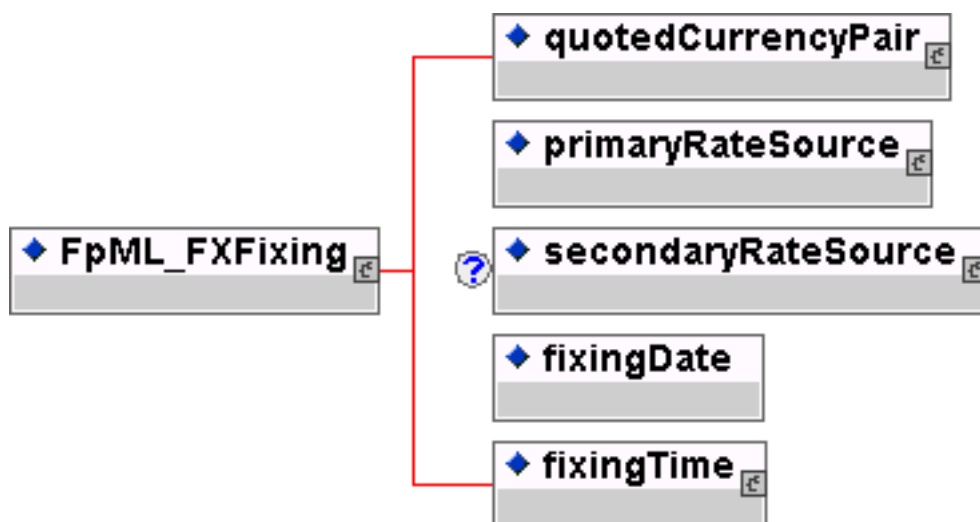 quotedCurrencyPair
primaryRateSource
FpML_FXFixing
? secondaryRateSource
fixingDate
fixingTime